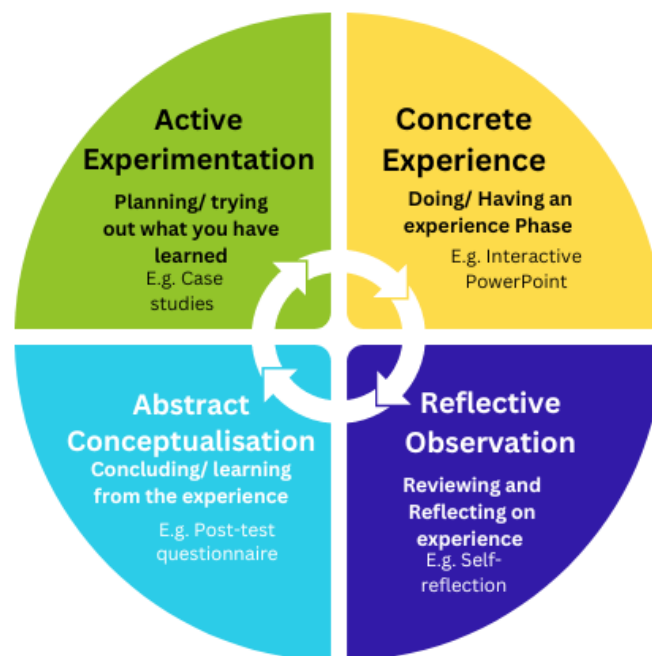 Active
Experimentation
Planning/ trying
out what you have
learned
E.g. Case
studies
Concrete
Experience
Doing/ Having an
experience Phase
E.g. Interactive
PowerPoint
Abstract
Conceptualisation
Concluding/ learning
from the experience
E.g. Post-test
questionnaire
Reflective
Observation
Reviewing and
Reflecting on
experience
E.g. Self-
reflection